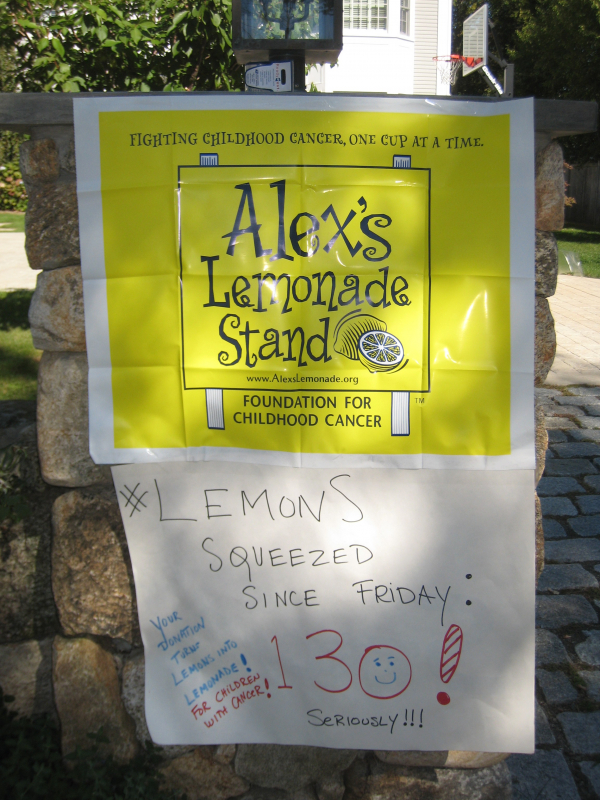 FIGHTING CHILDHOOD CANCER, ONE CUP AT A TIME.
Alex's
Lemonade
Stand
www.AlexsLemonade.org
FOUNDATION FOR
CHILDHOOD CANCER
TM
# LEMONS
SQUEEZED
SINCE FRIDAY:
YOUR
DONATION
TURNS
LEMONS INTO
LEMONADE!
FOR CHILDREN
WITH CANCER!
130!
SERIOUSLY!!!